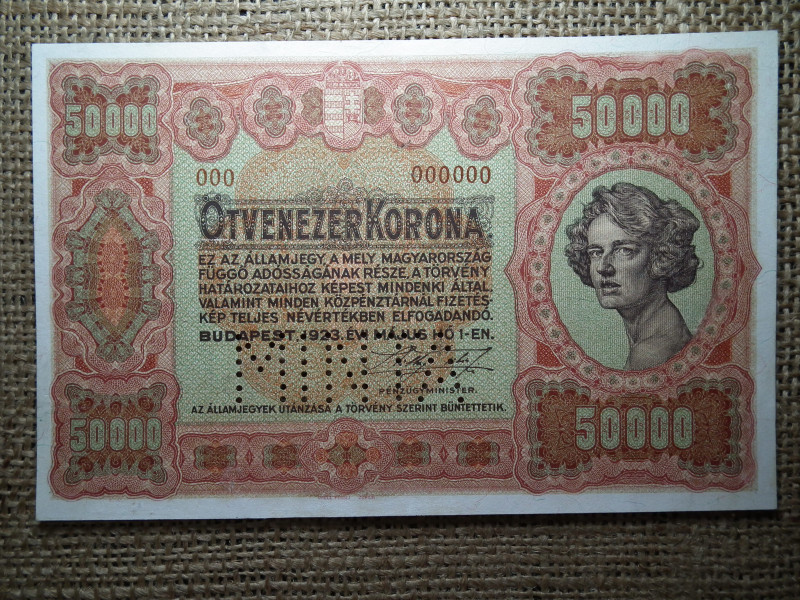 50000
50000
000 000000
ÖTVENEZER KORONA.
EZ AZ ÁLLAMJEGY, A MELY MAGYARORSZÁG
FÜGGŐ ADÓSSÁGÁNAK RÉSZE, A TÖRVÉNY
HATÁROZATAIHOZ KÉPEST MINDENKI ÁLTAL
VALAMINT MINDEN KÖZPÉNZTÁRNÁL FIZETÉS-
KÉP TELJES NÉVÉRTÉKBEN ELFOGADANDÓ.
BUDAPEST, 1923. ÉVI MÁJUS HÓ 1-EN.
MINTA
PÉNZÜGYMINISTER.
AZ ÁLLAMJEGYEK UTÁNZÁSA A TÖRVÉNY SZERINT BÜNTETTETIK.
50000
50000